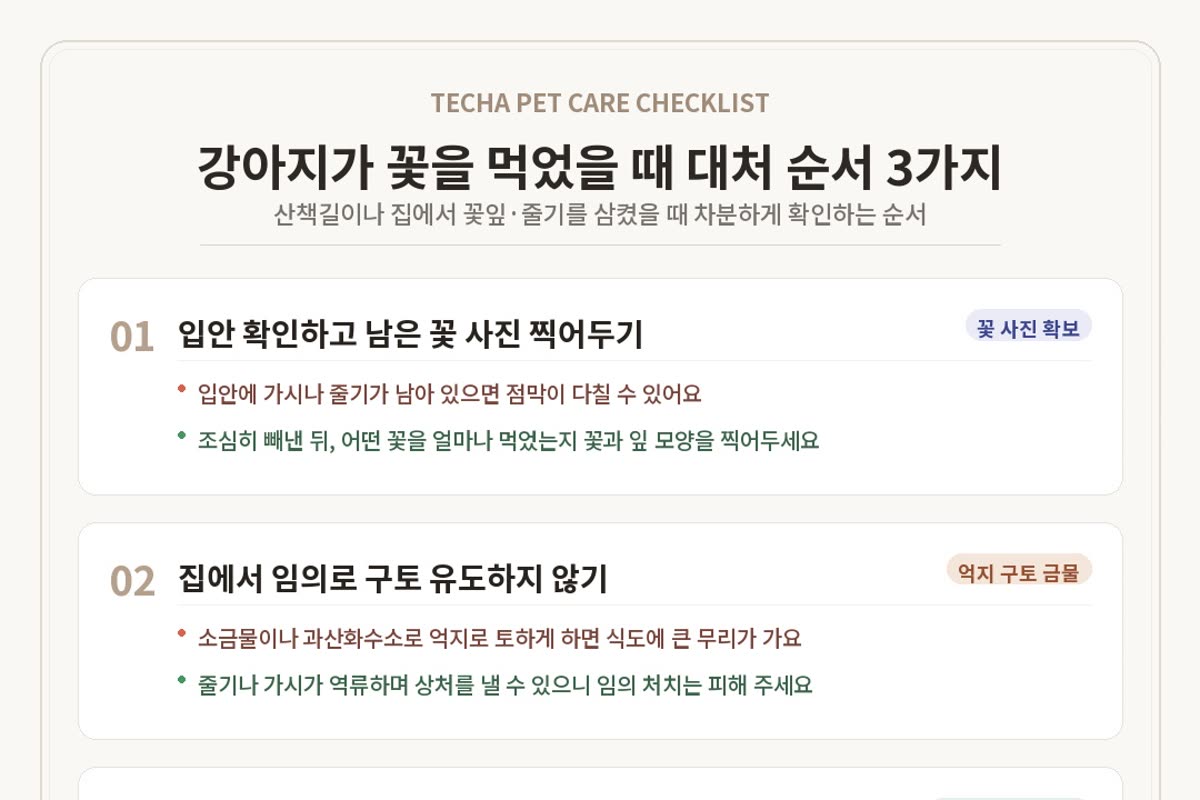 TECHA PET CARE CHECKLIST
강아지가 꽃을 먹었을 때 대처 순서 3가지
산책길이나 집에서 꽃잎·줄기를 삼켰을 때 차분하게 확인하는 순서
01 입안 확인하고 남은 꽃 사진 찍어두기 꽃 사진 확보
• 입안에 가시나 줄기가 남아 있으면 점막이 다칠 수 있어요
• 조심히 빼낸 뒤, 어떤 꽃을 얼마나 먹었는지 꽃과 잎 모양을 찍어두세요
02 집에서 임의로 구토 유도하지 않기 억지 구토 금물
• 소금물이나 과산화수소로 억지로 토하게 하면 식도에 큰 무리가 가요
• 줄기나 가시가 역류하며 상처를 낼 수 있으니 임의 처치는 피해 주세요